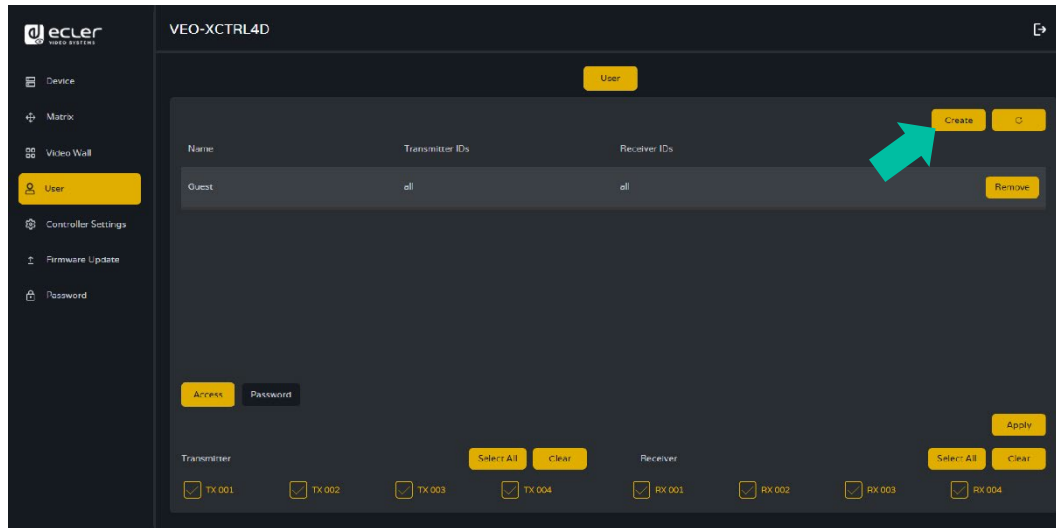 ecler
VIDEO SYSTEMS
VEO-XCTRL4D
Device
Matrix
Video Wall
User
Controller Settings
Firmware Update
Password
User
Create
Name Transmitter IDs Receiver IDs
Guest all all Remove
Access Password
Apply
Transmitter Select All Clear Receiver Select All Clear
TX 001 TX 002 TX 003 TX 004 RX 001 RX 002 RX 003 RX 004